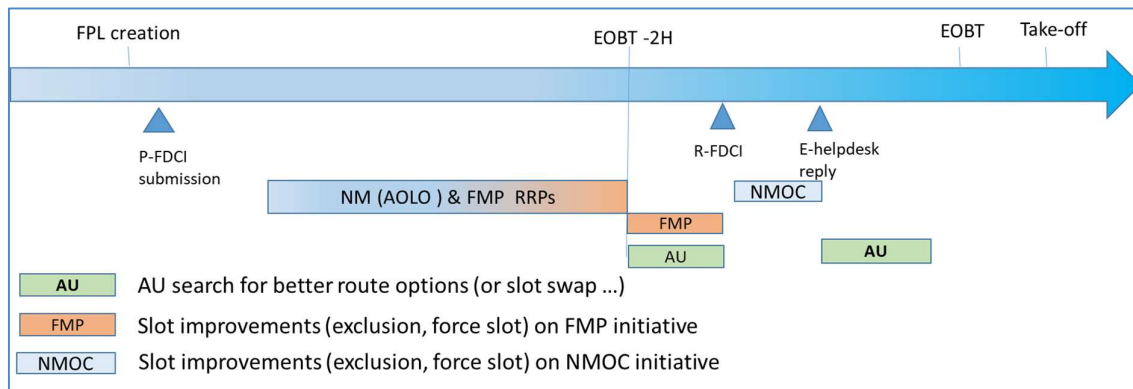 FPL creation
EOBT -2H
EOBT
Take-off
P-FDCI
submission
R-FDCI
E-helpdesk
reply
NM (AOLO ) & FMP RRPs
NMOC
FMP
AU
AU
AU AU search for better route options (or slot swap ...)
FMP Slot improvements (exclusion, force slot) on FMP initiative
NMOC Slot improvements (exclusion, force slot) on NMOC initiative